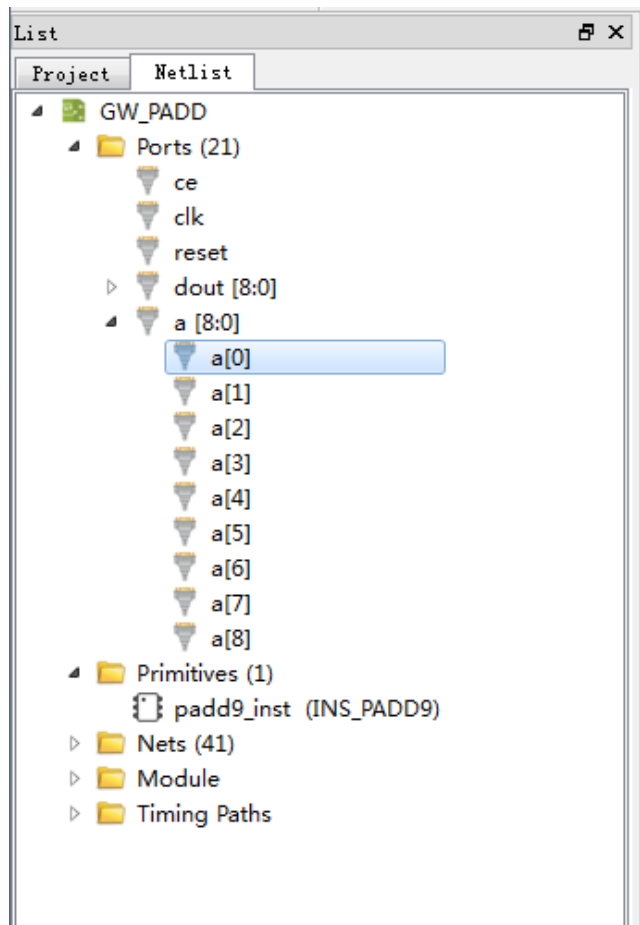 List
Project Netlist
GW_PADD
Ports (21)
ce
clk
reset
dout [8:0]
a [8:0]
a[0]
a[1]
a[2]
a[3]
a[4]
a[5]
a[6]
a[7]
a[8]
Primitives (1)
padd9_inst (INS_PADD9)
Nets (41)
Module
Timing Paths